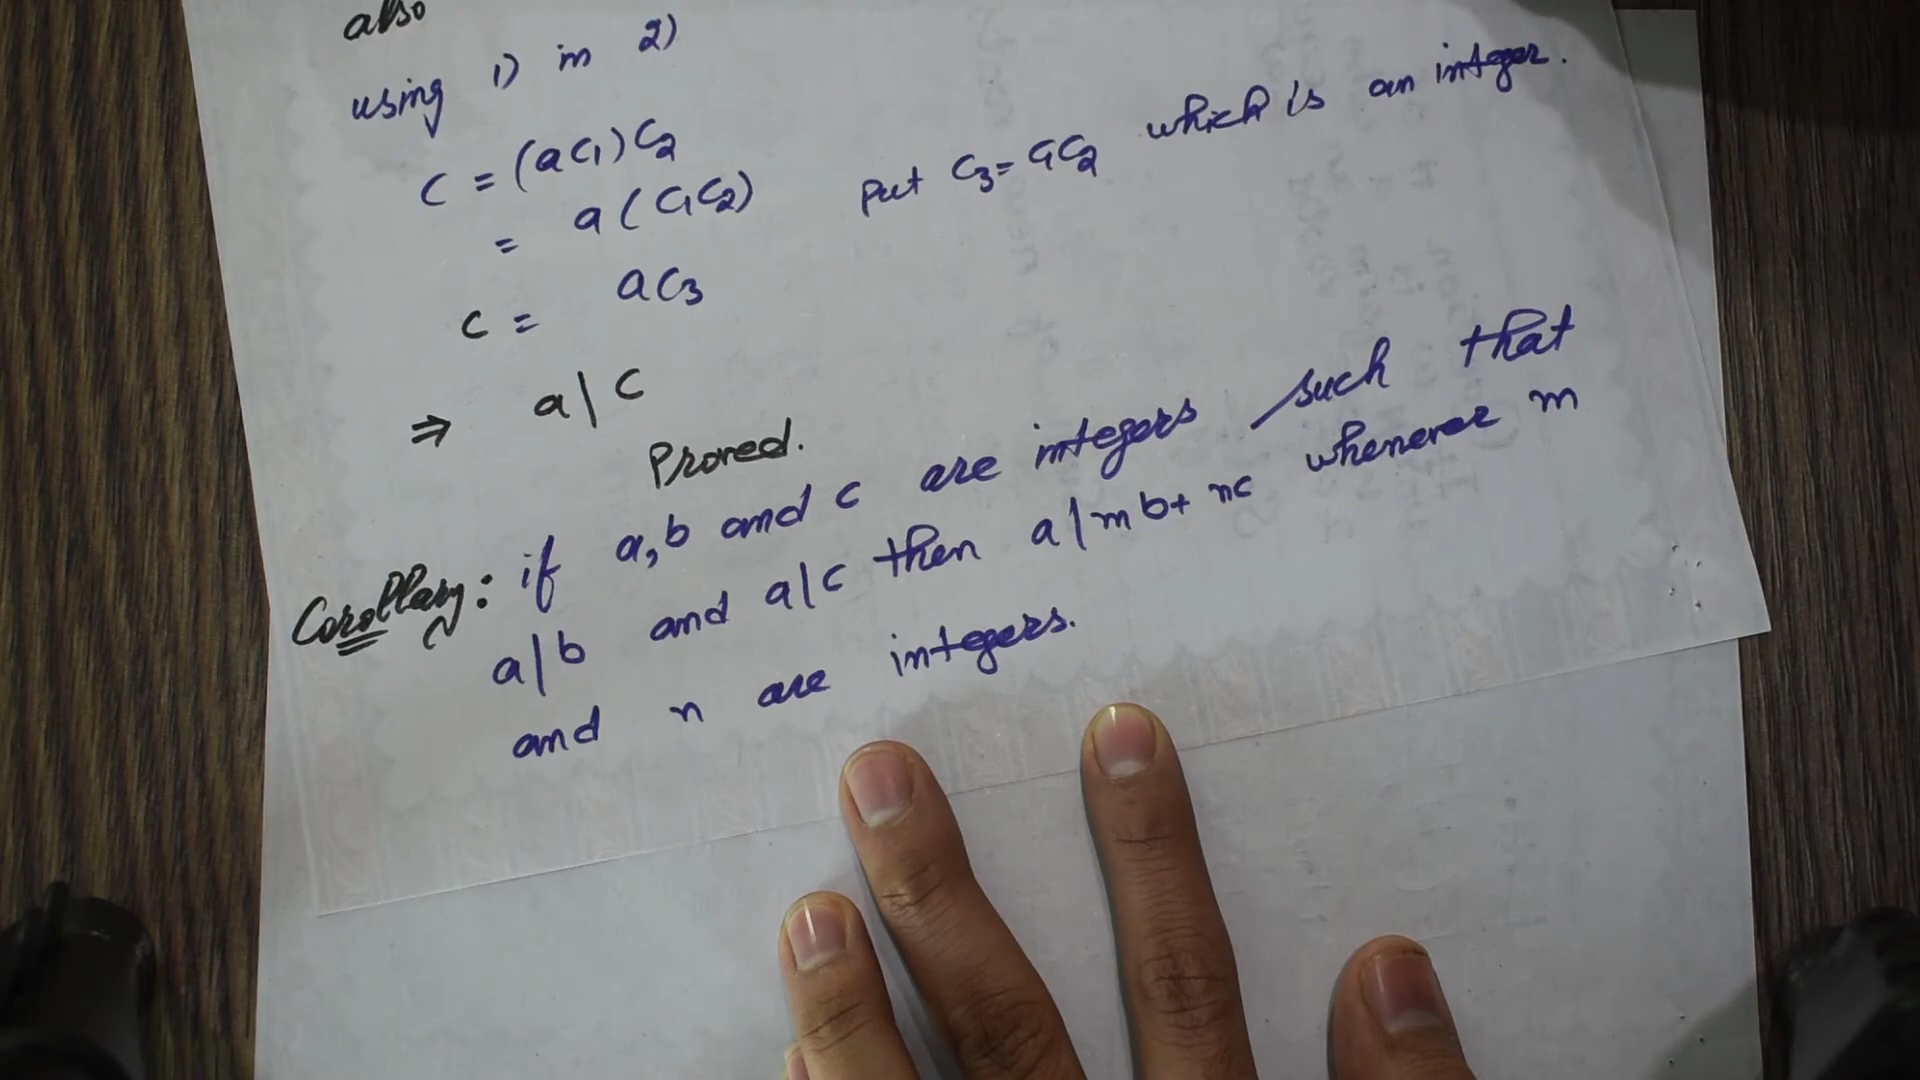 also
using 1) in 2)
C = (aC₁)C₂
= a(C₁C₂) Put C₃ = C₁C₂ which is an integer.
C = aC₃
⇒ a|C
Proved.
Corollary: if a,b and c are integers such that
a|b and a|c then a|mb+nc whenever m
and n are integers.